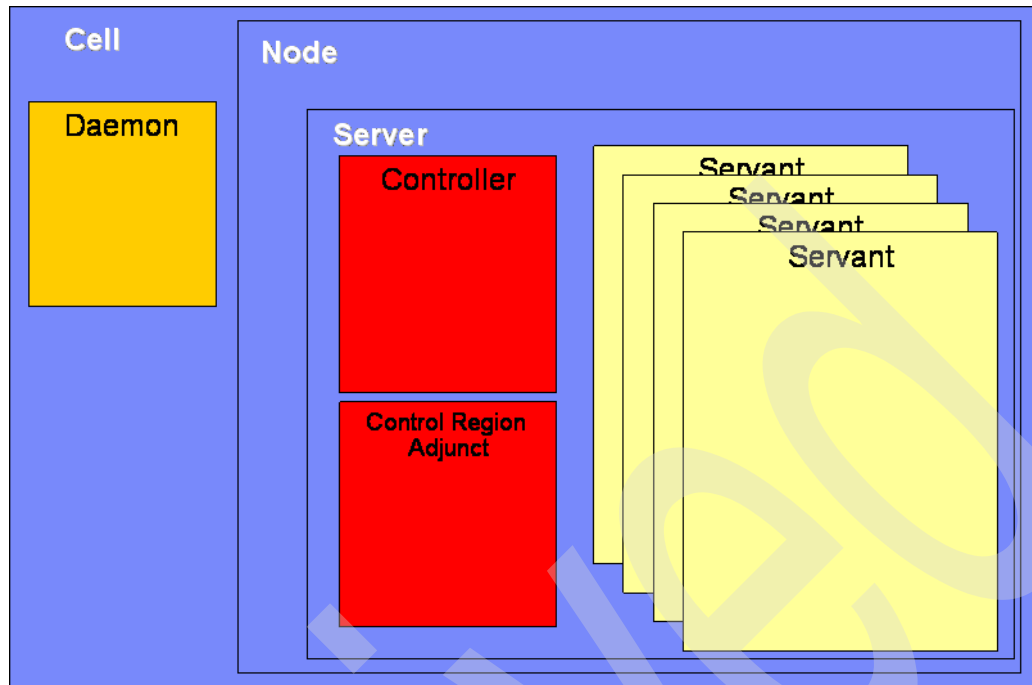 Cell
Node
Daemon
Server
Controller
Servant
Servant
Servant
Servant
Control Region
Adjunct